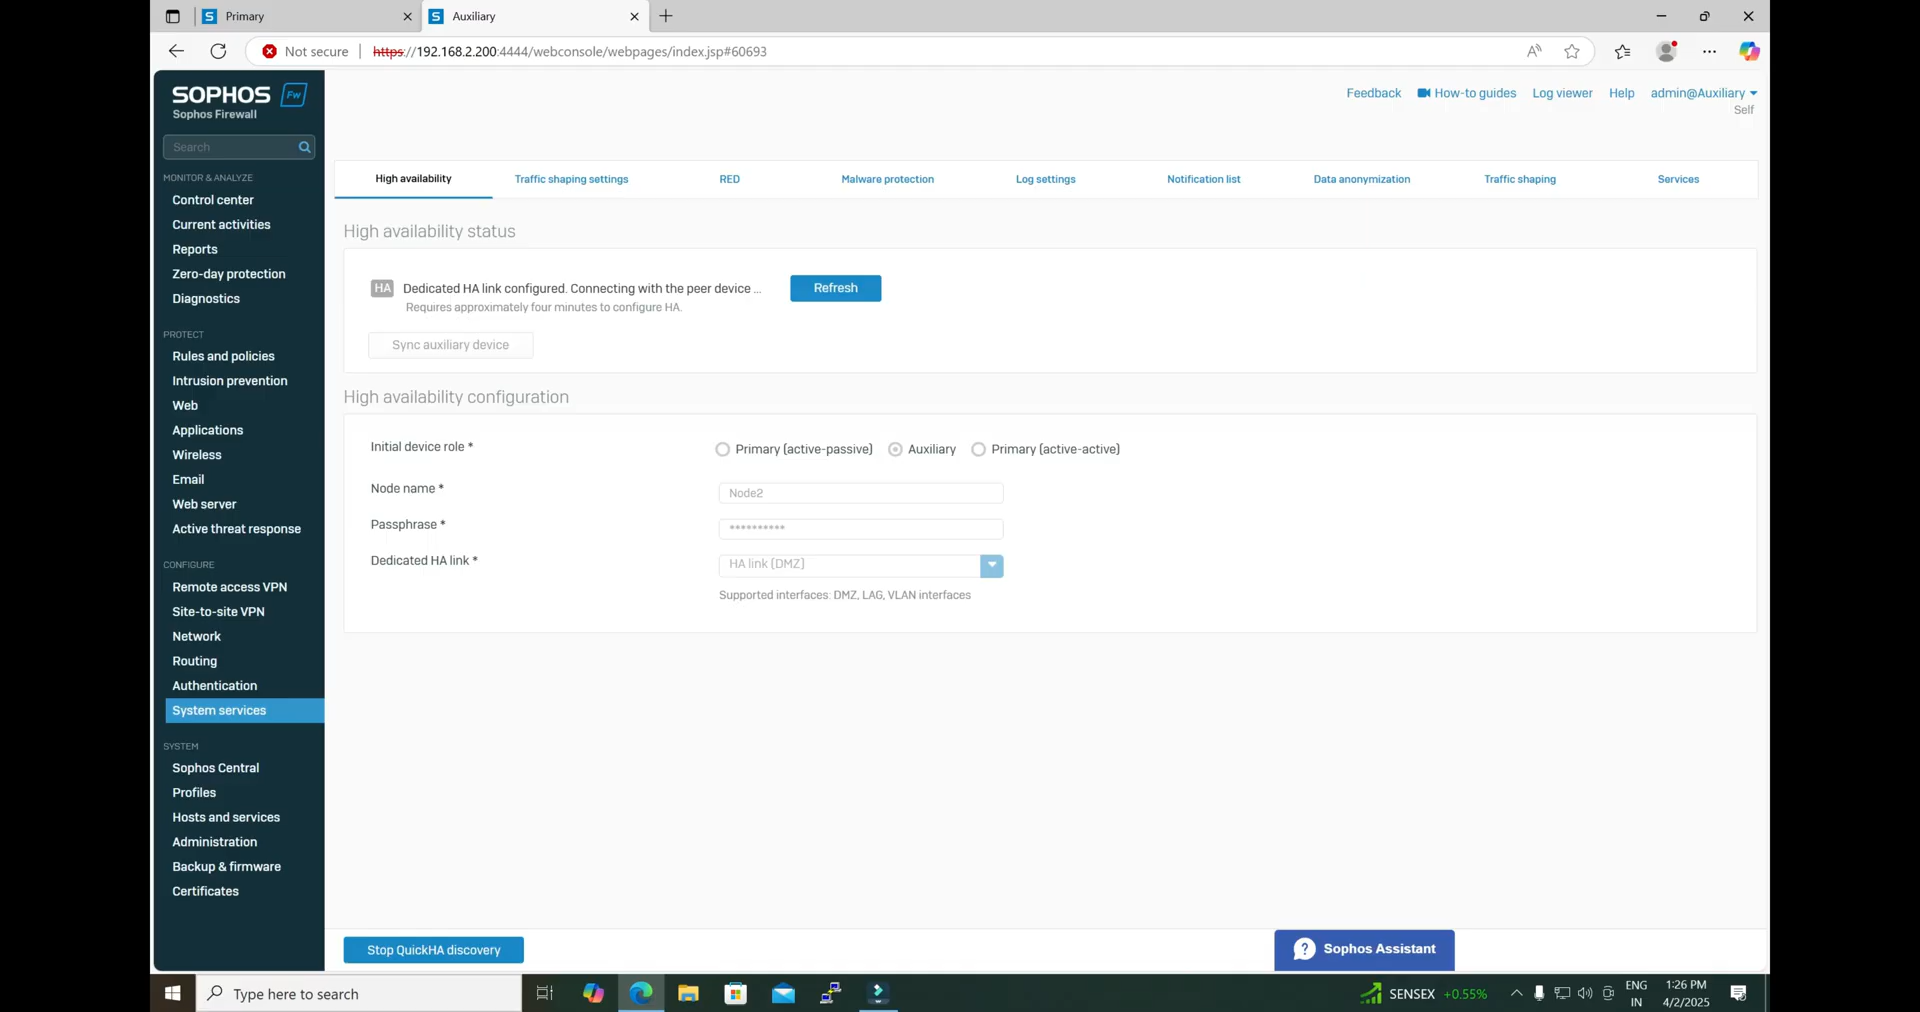 Primary
Auxiliary
Not secure
https://192.168.2.200:4444/webconsole/webpages/index.jsp#60693
SOPHOS Fw
Sophos Firewall
Feedback How-to guides Log viewer Help admin@Auxiliary
Self
Search
MONITOR & ANALYZE
Control center
Current activities
Reports
Zero-day protection
Diagnostics
PROTECT
Rules and policies
Intrusion prevention
Web
Applications
Wireless
Email
Web server
Active threat response
CONFIGURE
Remote access VPN
Site-to-site VPN
Network
Routing
Authentication
System services
SYSTEM
Sophos Central
Profiles
Hosts and services
Administration
Backup & firmware
Certificates
High availability Traffic shaping settings RED Malware protection Log settings Notification list Data anonymization Traffic shaping Services
High availability status
HA Dedicated HA link configured. Connecting with the peer device ... Refresh
Requires approximately four minutes to configure HA.
Sync auxiliary device
High availability configuration
Initial device role * Primary (active-passive) Auxiliary Primary (active-active)
Node name * Node2
Passphrase * **********
Dedicated HA link * HA link (DMZ)
Supported interfaces: DMZ, LAG, VLAN interfaces
Stop QuickHA discovery
? Sophos Assistant
Type here to search
SENSEX +0.55%
ENG
IN
1:26 PM
4/2/2025